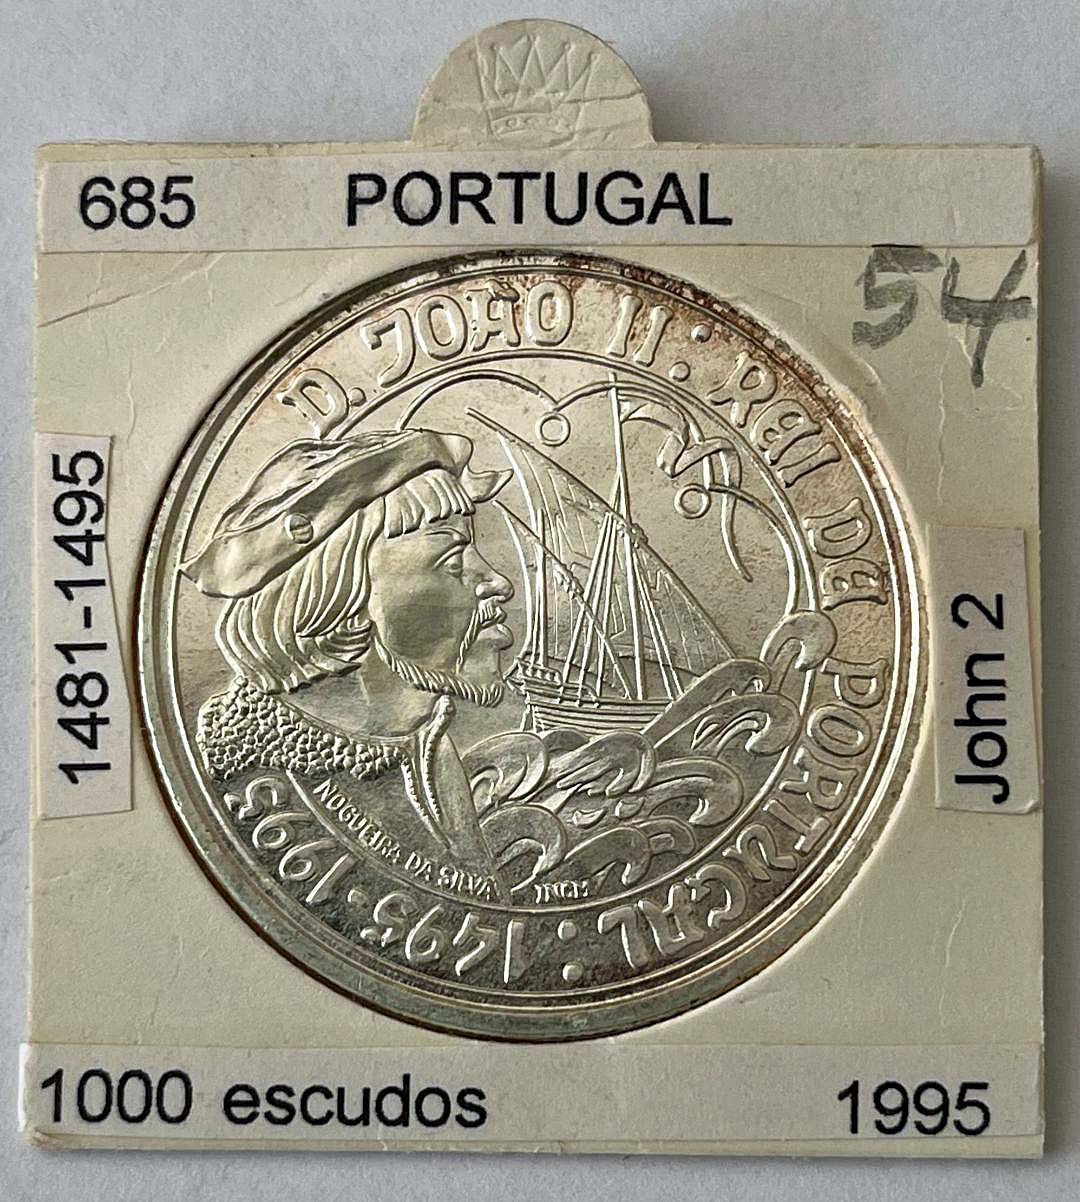 685 PORTUGAL
54
1481-1495
John 2
D. JOÃO II : REI DE PORTUGAL : 1495 · 1995
NOGUEIRA DA SILVA INCM
1000 escudos 1995